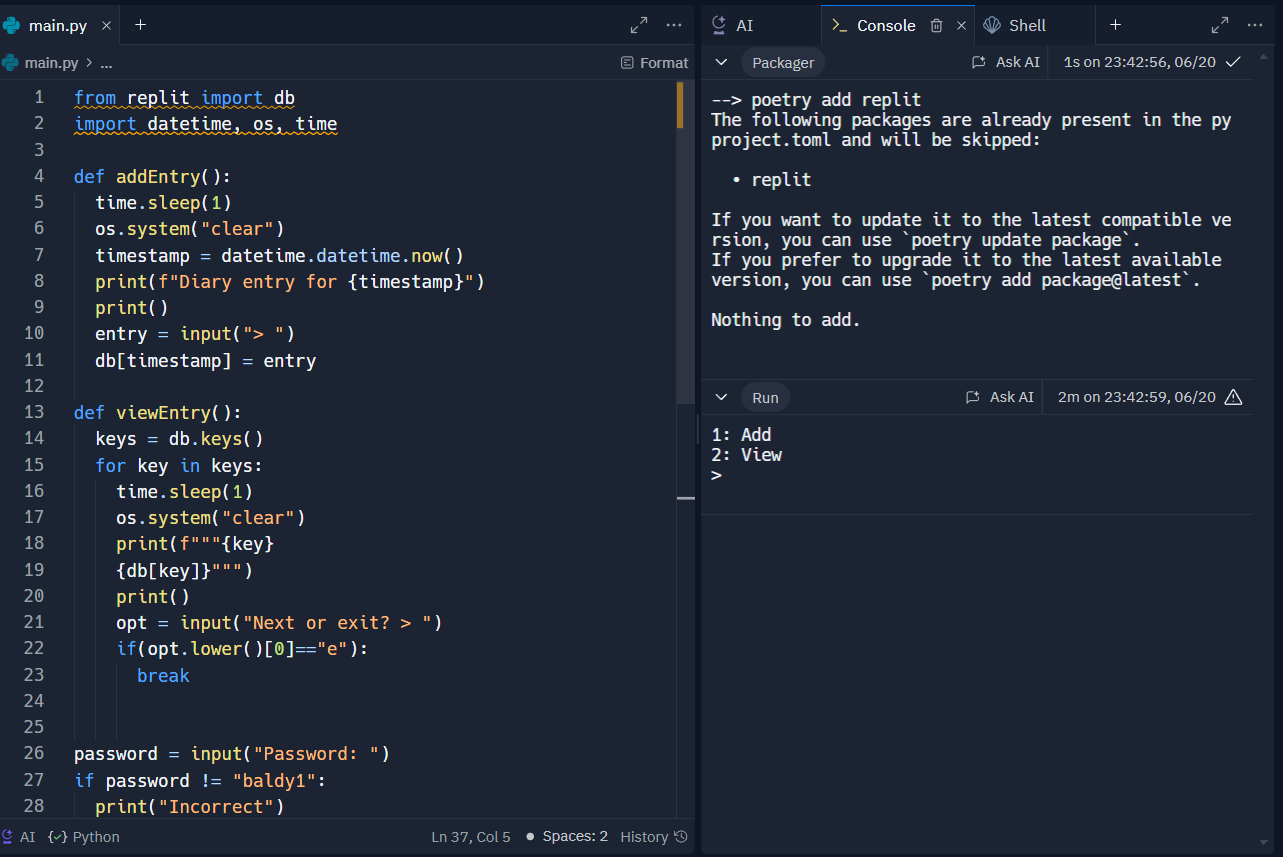 main.py
main.py > ...
Format
1 from replit import db
2 import datetime, os, time
3
4 def addEntry():
5   time.sleep(1)
6   os.system("clear")
7   timestamp = datetime.datetime.now()
8   print(f"Diary entry for {timestamp}")
9   print()
10   entry = input("> ")
11   db[timestamp] = entry
12
13 def viewEntry():
14   keys = db.keys()
15   for key in keys:
16     time.sleep(1)
17     os.system("clear")
18     print(f"""{key}
19     {db[key]}""")
20     print()
21     opt = input("Next or exit? > ")
22     if(opt.lower()[0]=="e"):
23       break
24
25
26 password = input("Password: ")
27 if password != "baldy1":
28   print("Incorrect")
AI {✓} Python Ln 37, Col 5 ● Spaces: 2 History
AI >_ Console Shell
Packager Ask AI 1s on 23:42:56, 06/20
--> poetry add replit
The following packages are already present in the py
project.toml and will be skipped:
• replit
If you want to update it to the latest compatible ve
rsion, you can use `poetry update package`.
If you prefer to upgrade it to the latest available
version, you can use `poetry add package@latest`.
Nothing to add.
Run Ask AI 2m on 23:42:59, 06/20
1: Add
2: View
>